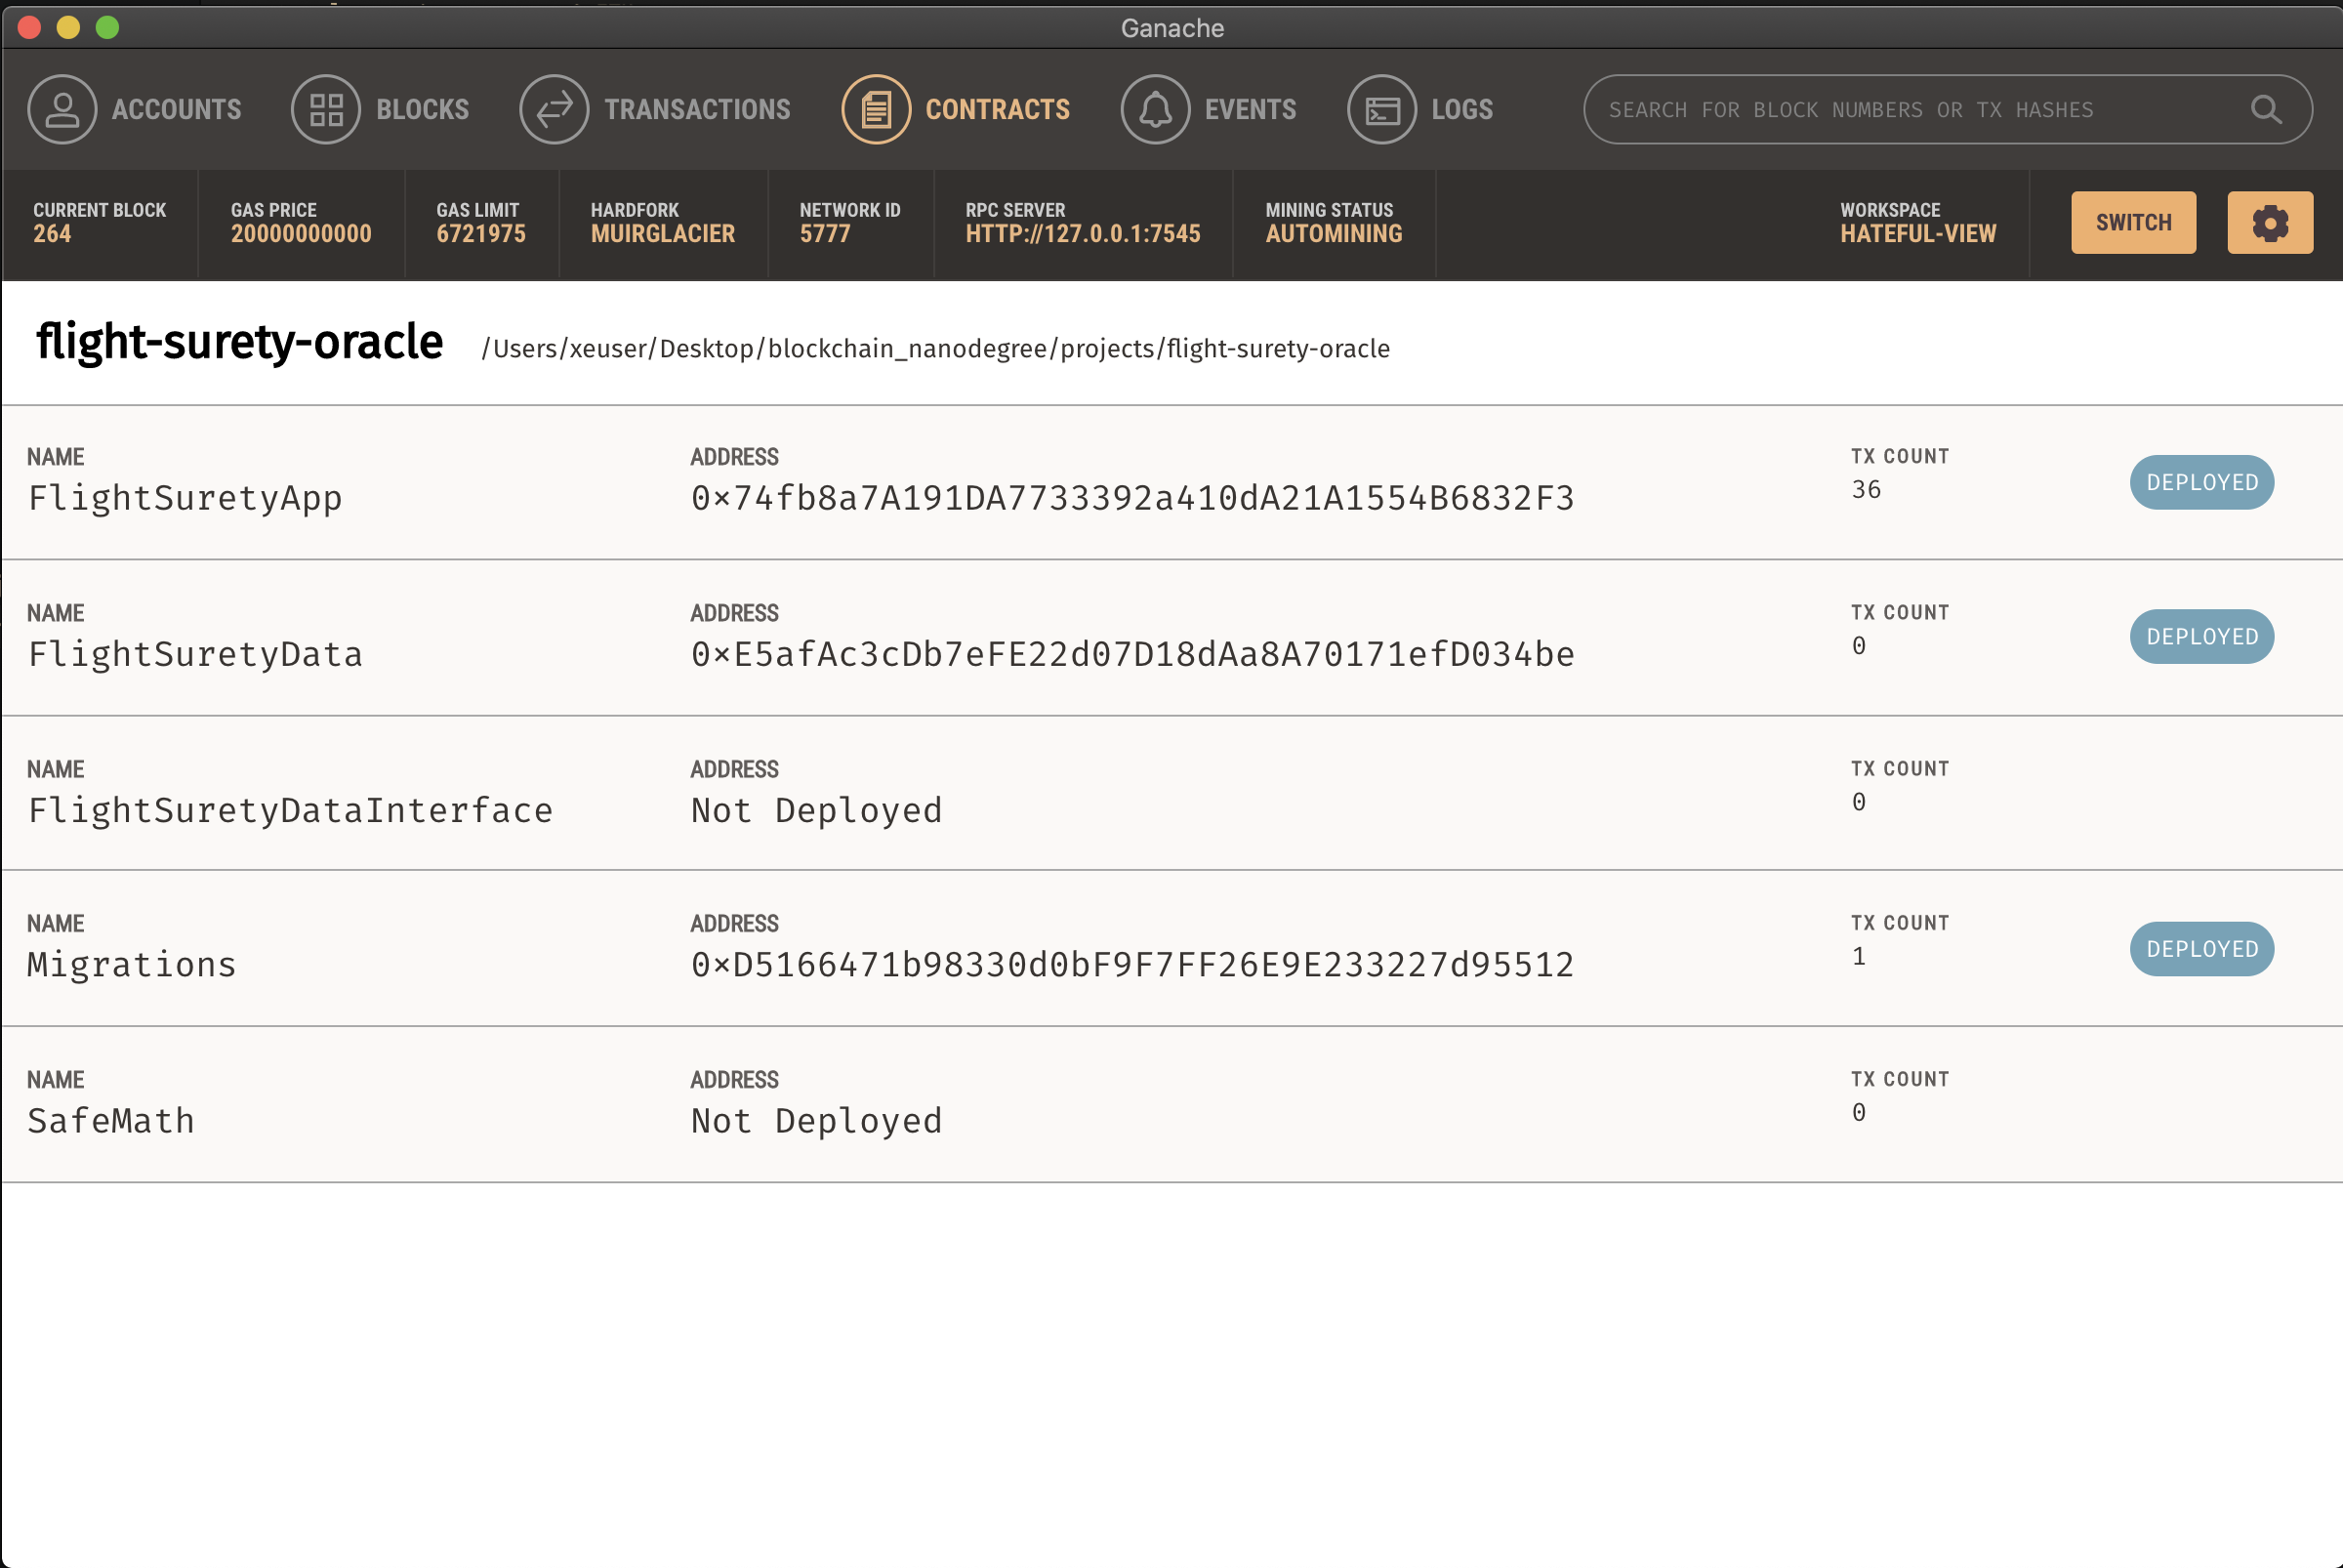 Ganache
ACCOUNTS BLOCKS TRANSACTIONS CONTRACTS EVENTS LOGS SEARCH FOR BLOCK NUMBERS OR TX HASHES
CURRENT BLOCK GAS PRICE GAS LIMIT HARDFORK NETWORK ID RPC SERVER MINING STATUS WORKSPACE
264 20000000000 6721975 MUIRGLACIER 5777 HTTP://127.0.0.1:7545 AUTOMINING HATEFUL-VIEW SWITCH
flight-surety-oracle /Users/xeuser/Desktop/blockchain_nanodegree/projects/flight-surety-oracle
NAME ADDRESS TX COUNT
FlightSuretyApp 0×74fb8a7A191DA7733392a410dA21A1554B6832F3 36 DEPLOYED
NAME ADDRESS TX COUNT
FlightSuretyData 0×E5afAc3cDb7eFE22d07D18dAa8A70171efD034be 0 DEPLOYED
NAME ADDRESS TX COUNT
FlightSuretyDataInterface Not Deployed 0
NAME ADDRESS TX COUNT
Migrations 0×D5166471b98330d0bF9F7FF26E9E233227d95512 1 DEPLOYED
NAME ADDRESS TX COUNT
SafeMath Not Deployed 0